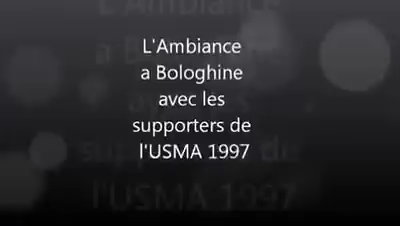 L'Ambiance
a Bologhine
avec les
supporters de
l'USMA 1997